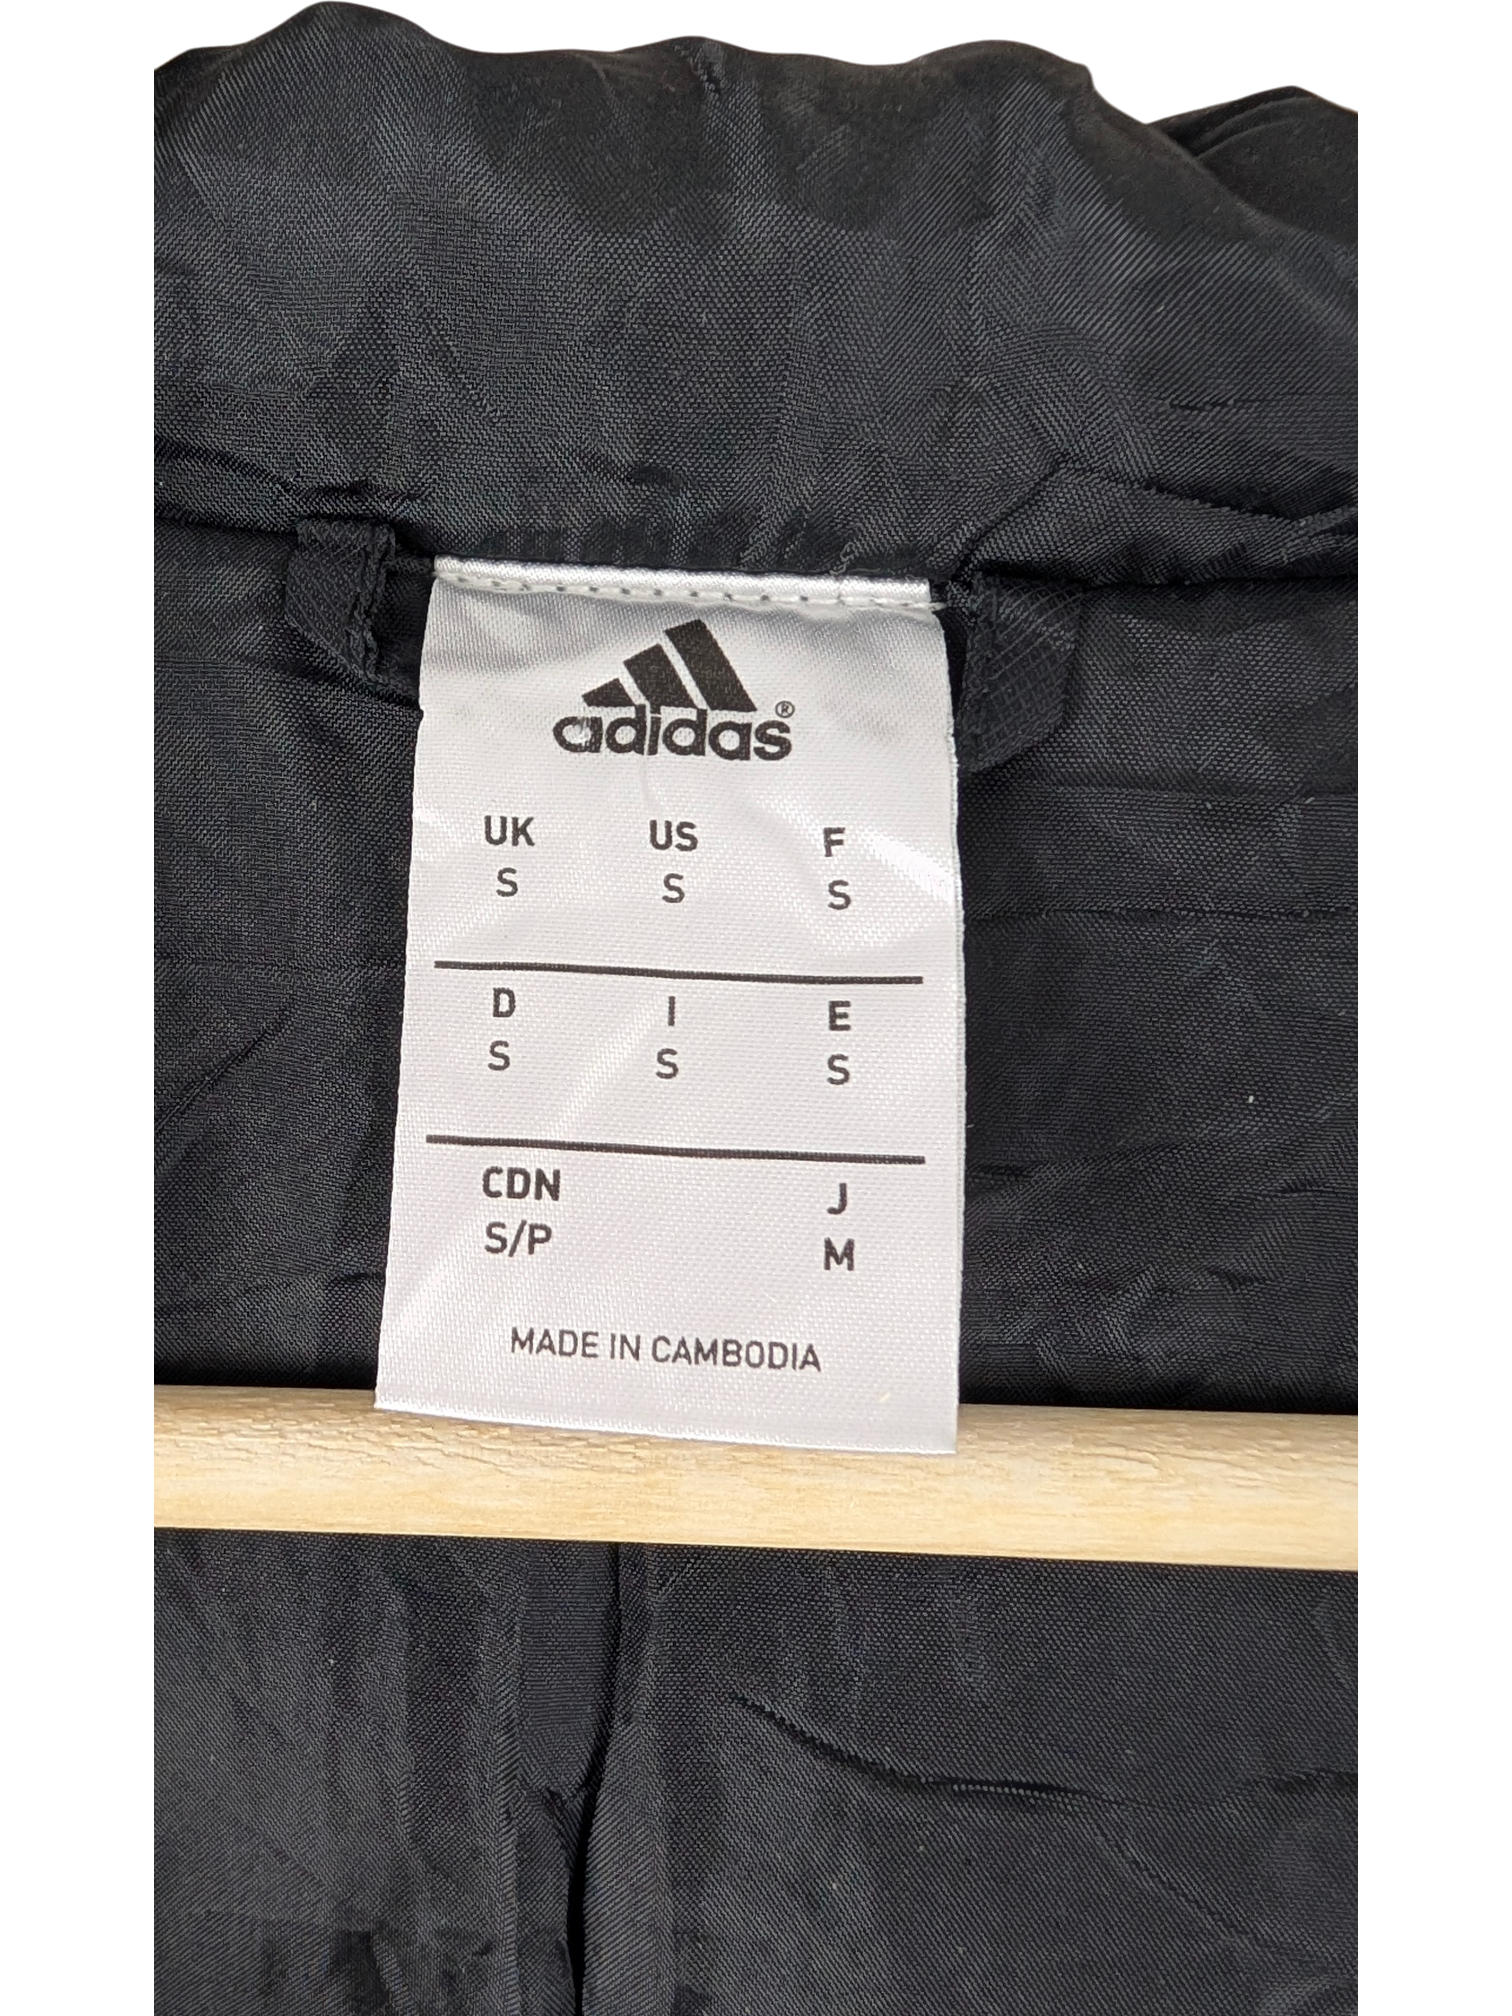 adidas®
UK US F
S S S
D I E
S S S
CDN J
S/P M
MADE IN CAMBODIA